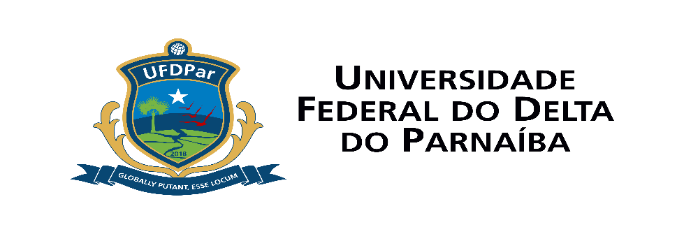 UFDPar
2018
GLOBALLY PUTANT, ESSE LOCUM
UNIVERSIDADE
FEDERAL DO DELTA
DO PARNAÍBA